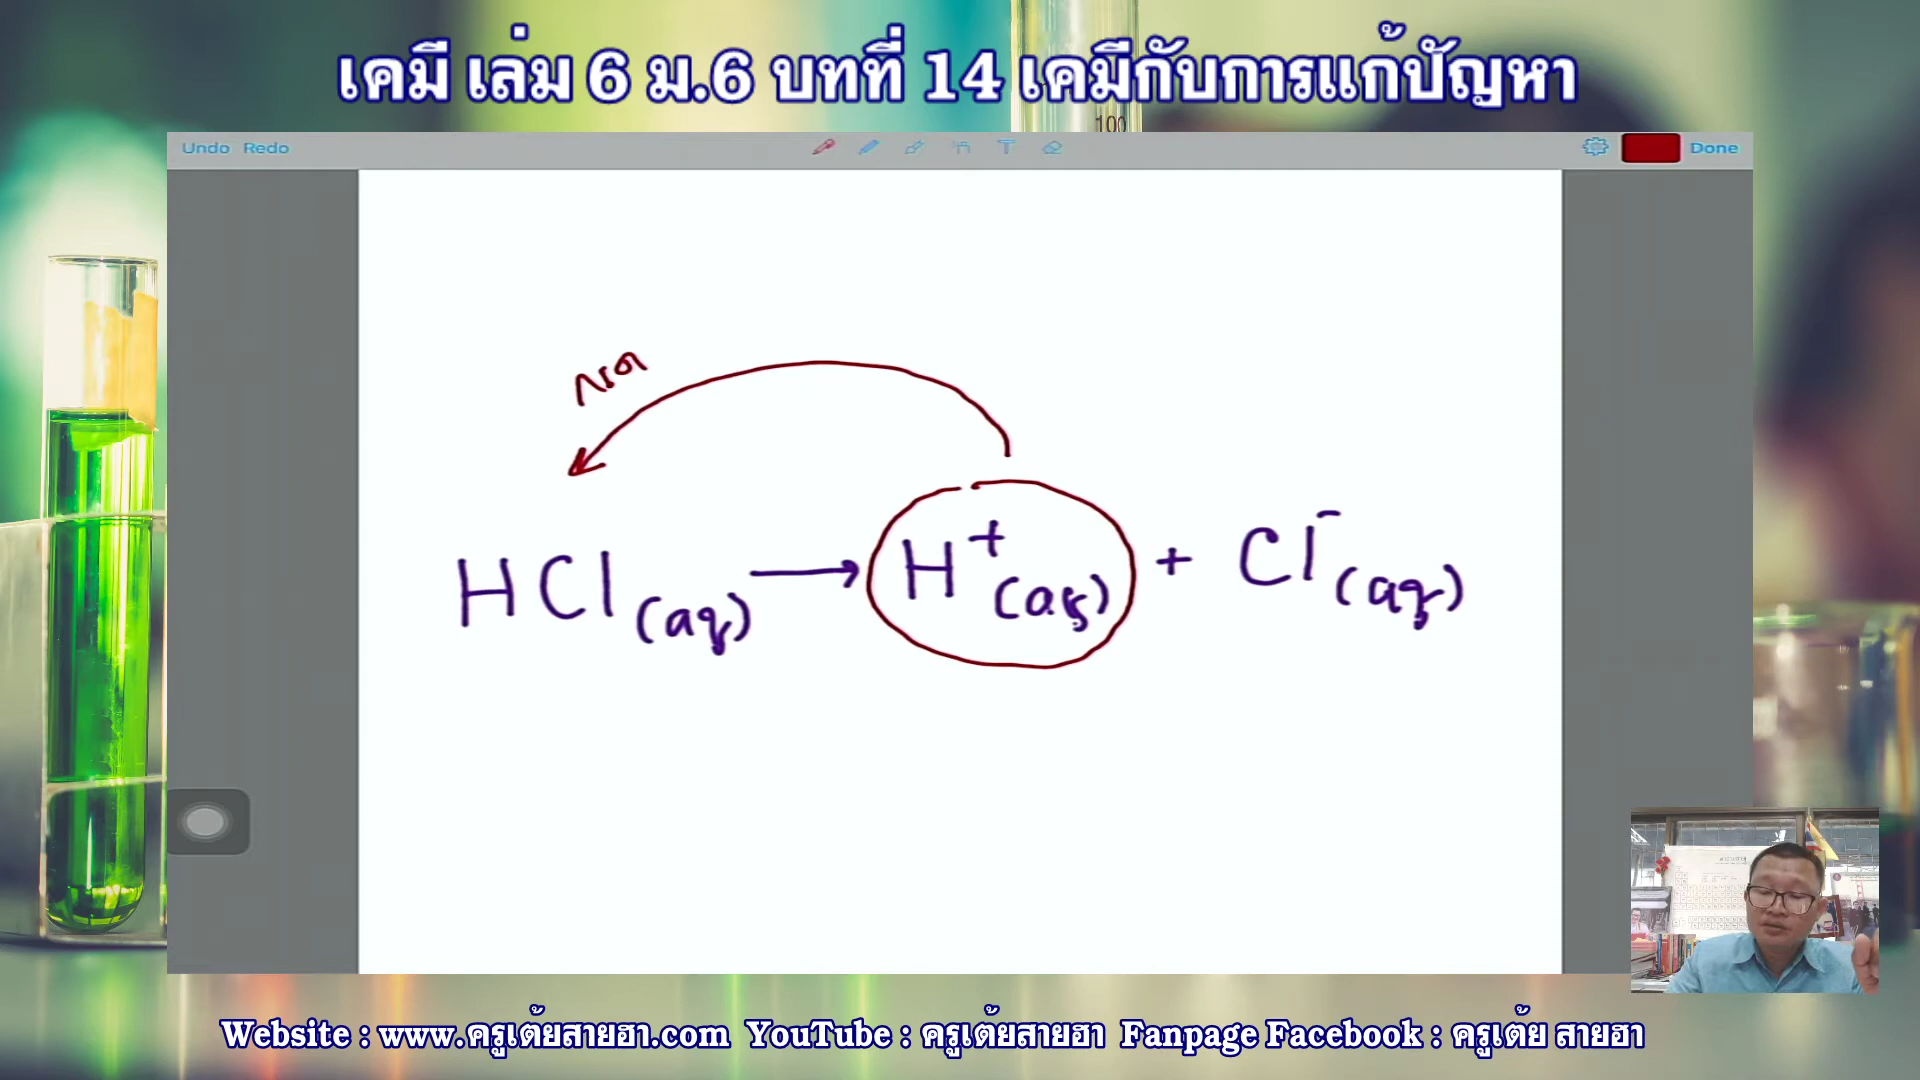 เคมี เล่ม 6 ม.6 บทที่ 14 เคมีกับการแก้ปัญหา
100
Undo Redo Done
กรด
HCl(aq) → H⁺(aq) + Cl⁻(aq)
Website : www.ครูเต้ยสายฮา.com YouTube : ครูเต้ยสายฮา Fanpage Facebook : ครูเต้ย สายฮา